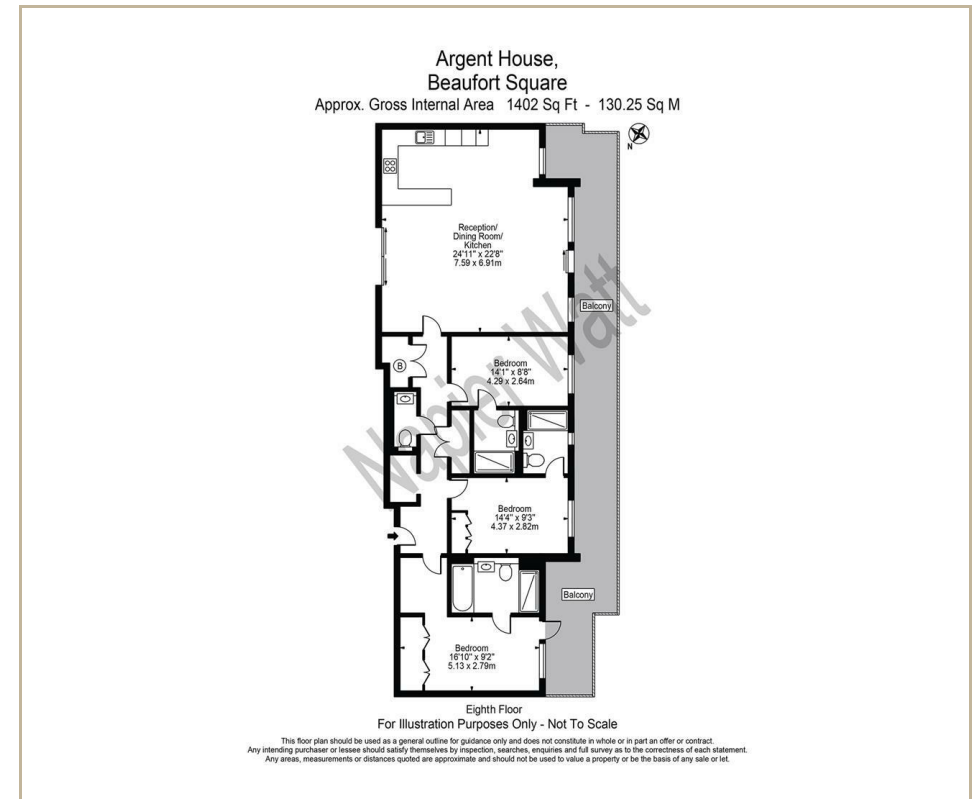 Argent House,
Beaufort Square
Approx. Gross Internal Area 1402 Sq Ft - 130.25 Sq M
N
Reception/
Dining Room/
Kitchen
24'11" x 22'8"
7.59 x 6.91m
Balcony
Napier Watt
B
Bedroom
14'1" x 8'8"
4.29 x 2.64m
Bedroom
14'4" x 9'3"
4.37 x 2.82m
Balcony
Bedroom
16'10" x 9'2"
5.13 x 2.79m
Eighth Floor
For Illustration Purposes Only - Not To Scale
This floor plan should be used as a general outline for guidance only and does not constitute in whole or in part an offer or contract.
Any intending purchaser or lessee should satisfy themselves by inspection, searches, enquiries and full survey as to the correctness of each statement.
Any areas, measurements or distances quoted are approximate and should not be used to value a property or be the basis of any sale or let.